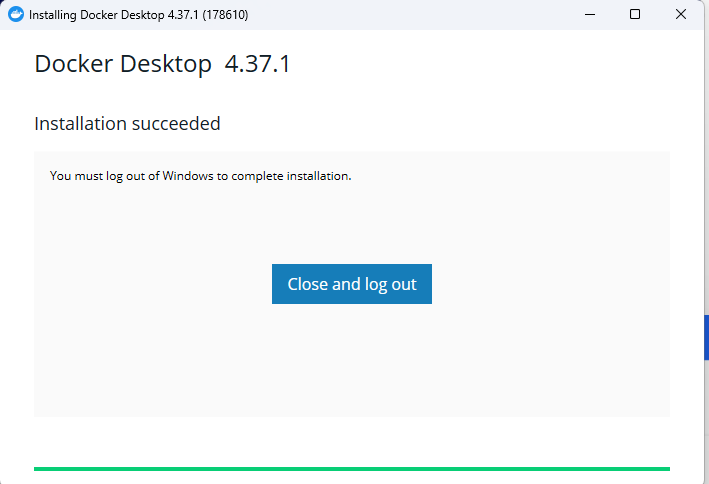 Installing Docker Desktop 4.37.1 (178610)
Docker Desktop 4.37.1
Installation succeeded
You must log out of Windows to complete installation.
Close and log out